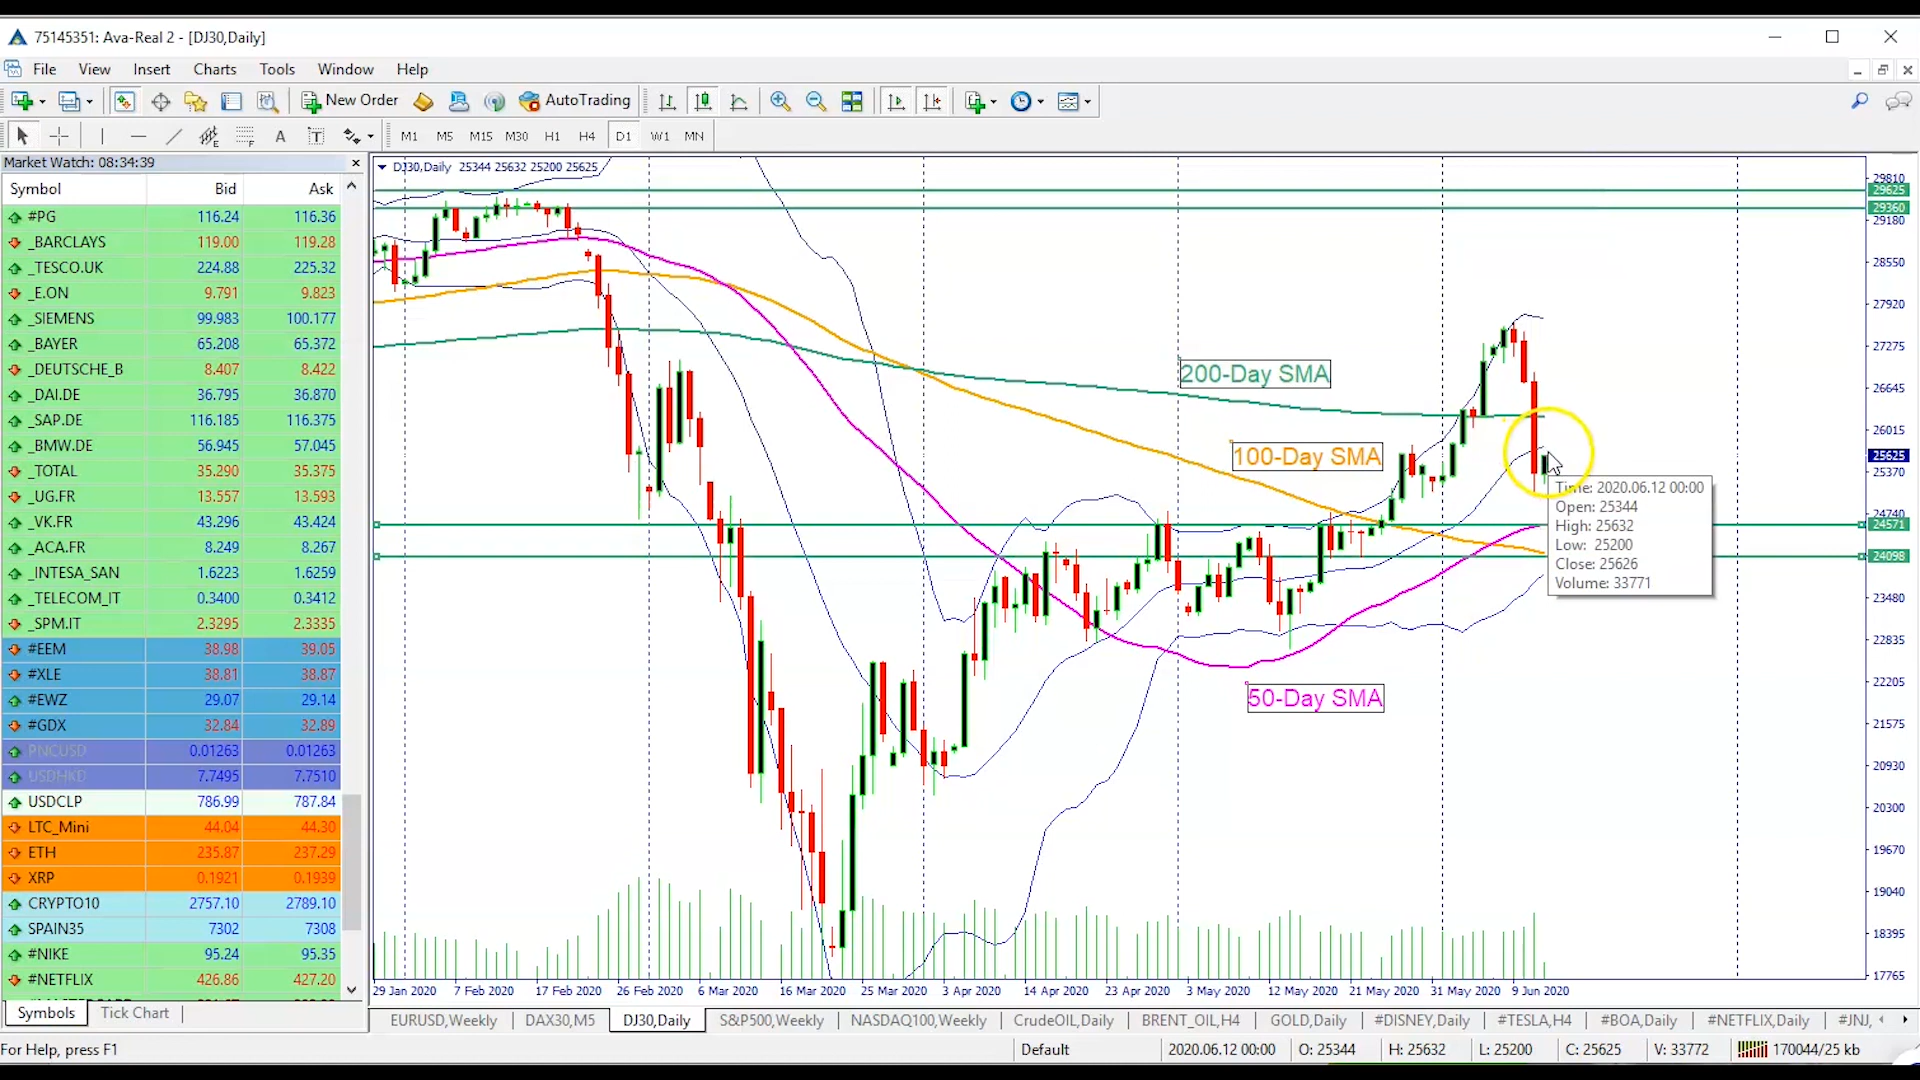 75145351: Ava-Real 2 - [DJ30,Daily]
File View Insert Charts Tools Window Help
New Order AutoTrading
A T M1 M5 M15 M30 H1 H4 D1 W1 MN
Market Watch: 08:34:39
Symbol Bid Ask
#PG 116.24 116.36
_BARCLAYS 119.00 119.28
_TESCO.UK 224.88 225.32
_E.ON 9.791 9.823
_SIEMENS 99.983 100.177
_BAYER 65.208 65.372
_DEUTSCHE_B 8.407 8.422
_DAI.DE 36.795 36.870
_SAP.DE 116.185 116.375
_BMW.DE 56.945 57.045
_TOTAL 35.290 35.375
_UG.FR 13.557 13.593
_VK.FR 43.296 43.424
_ACA.FR 8.249 8.267
_INTESA_SAN 1.6223 1.6259
_TELECOM_IT 0.3400 0.3412
_SPM.IT 2.3295 2.3335
#EEM 38.98 39.05
#XLE 38.81 38.87
#EWZ 29.07 29.14
#GDX 32.84 32.89
PNCUSD 0.01263 0.01263
USDHKD 7.7495 7.7510
USDCLP 786.99 787.84
LTC_Mini 44.04 44.30
ETH 235.87 237.29
XRP 0.1921 0.1939
CRYPTO10 2757.10 2789.10
SPAIN35 7302 7308
#NIKE 95.24 95.35
#NETFLIX 426.86 427.20
Symbols Tick Chart
DJ30,Daily 25344 25632 25200 25625
200-Day SMA
100-Day SMA
50-Day SMA
Time: 2020.06.12 00:00
Open: 25344
High: 25632
Low: 25200
Close: 25626
Volume: 33771
29810
29625
29360
29180
28550
27920
27275
26645
26015
25625
25370
24740
24571
24098
23480
22835
22205
21575
20930
20300
19670
19040
18395
17765
29 Jan 2020 7 Feb 2020 17 Feb 2020 26 Feb 2020 6 Mar 2020 16 Mar 2020 25 Mar 2020 3 Apr 2020 14 Apr 2020 23 Apr 2020 3 May 2020 12 May 2020 21 May 2020 31 May 2020 9 Jun 2020
EURUSD,Weekly DAX30,M5 DJ30,Daily S&P500,Weekly NASDAQ100,Weekly CrudeOIL,Daily BRENT_OIL,H4 GOLD,Daily #DISNEY,Daily #TESLA,H4 #BOA,Daily #NETFLIX,Daily #JNJ,
For Help, press F1 Default 2020.06.12 00:00 O: 25344 H: 25632 L: 25200 C: 25625 V: 33772 170044/25 kb